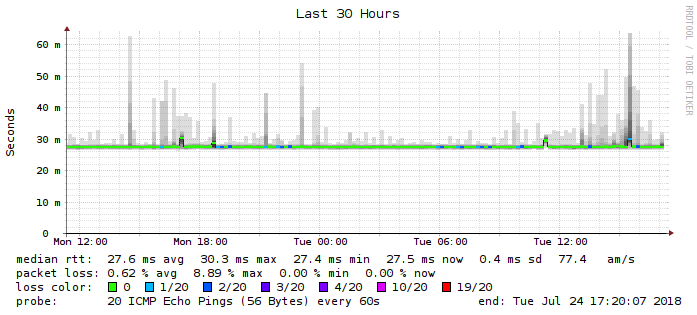 Last 30 Hours
RRDTOOL / TOBI OETIKER
Seconds
60 m
50 m
40 m
30 m
20 m
10 m
0
Mon 12:00 Mon 18:00 Tue 00:00 Tue 06:00 Tue 12:00
median rtt: 27.6 ms avg 30.3 ms max 27.4 ms min 27.5 ms now 0.4 ms sd 77.4 am/s
packet loss: 0.62 % avg 8.89 % max 0.00 % min 0.00 % now
loss color: 0 1/20 2/20 3/20 4/20 10/20 19/20
probe: 20 ICMP Echo Pings (56 Bytes) every 60s end: Tue Jul 24 17:20:07 2018